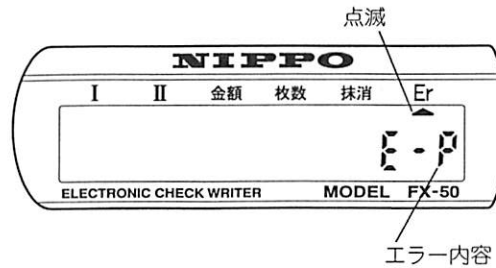 点滅
NIPPO
I II 金額 枚数 抹消 Er
E-P
ELECTRONIC CHECK WRITER MODEL FX-50
エラー内容